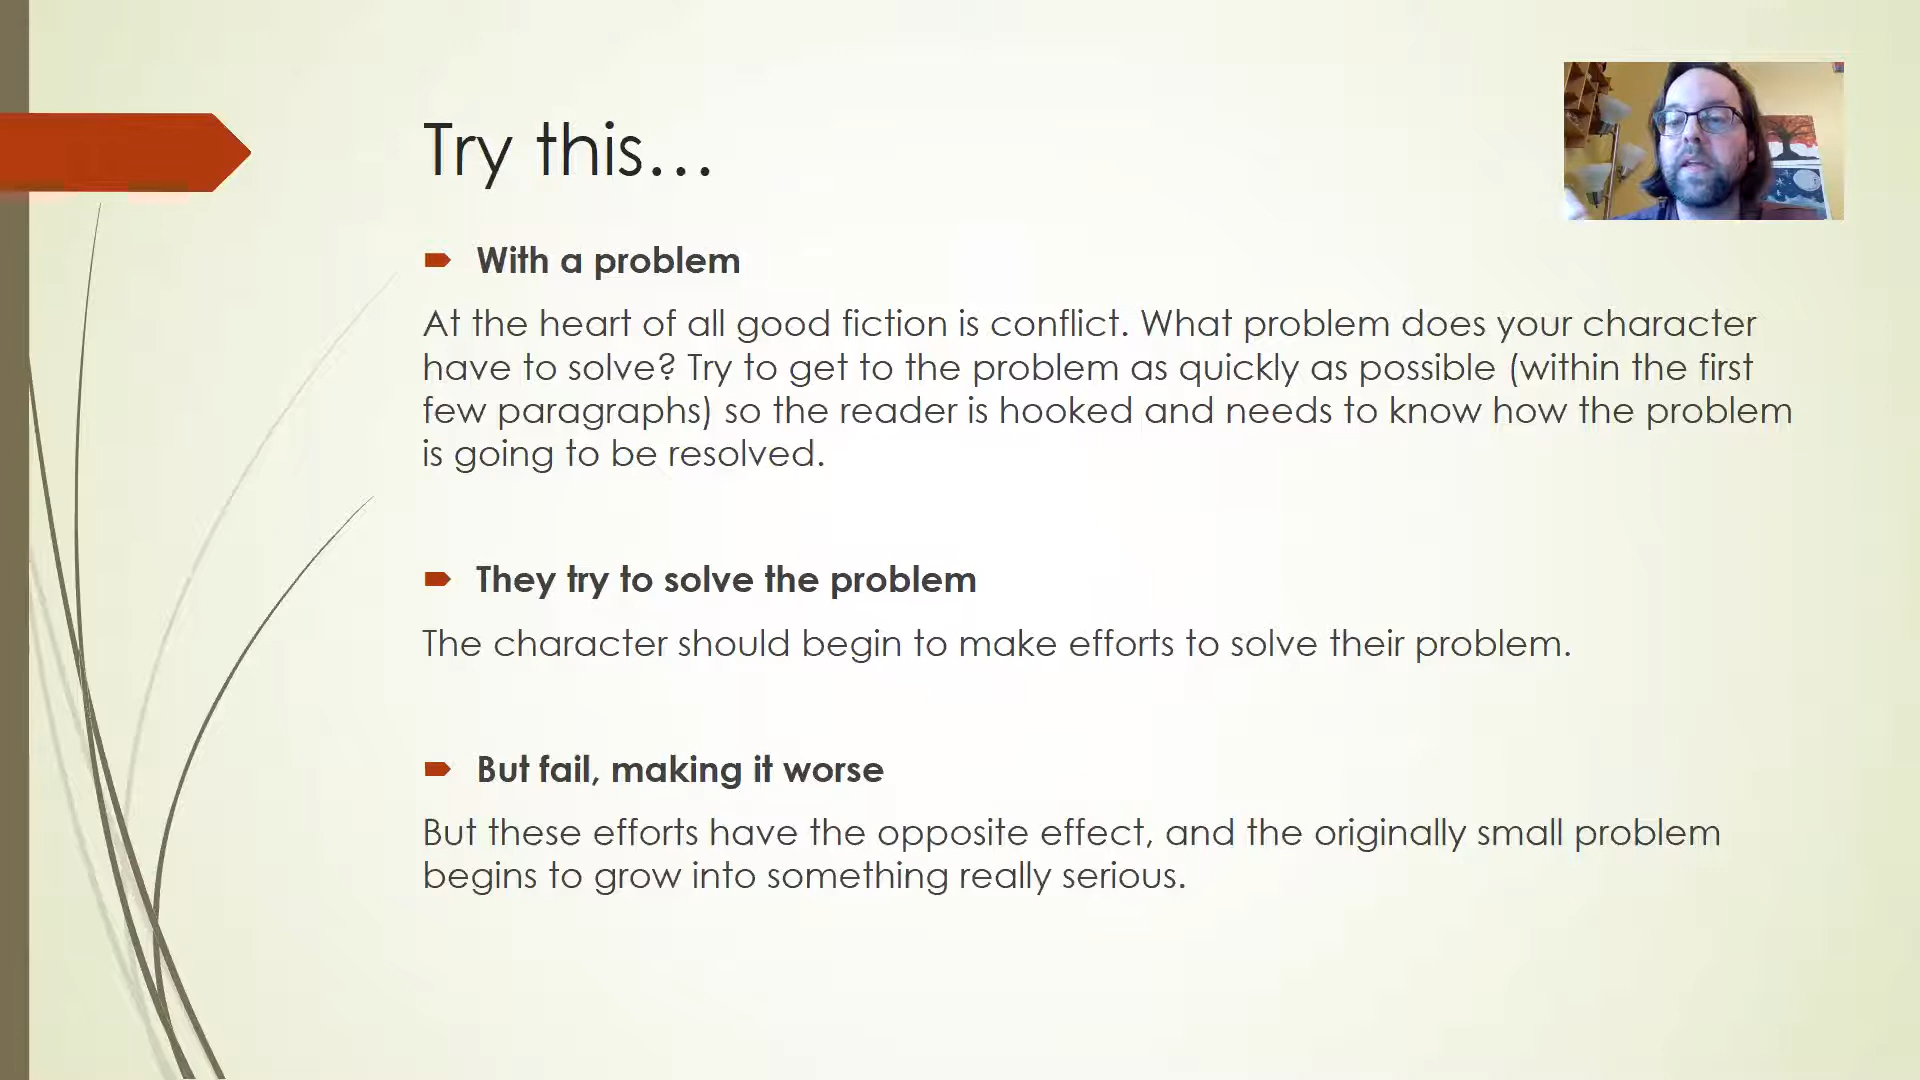 Try this...
With a problem
At the heart of all good fiction is conflict. What problem does your character
have to solve? Try to get to the problem as quickly as possible (within the first
few paragraphs) so the reader is hooked and needs to know how the problem
is going to be resolved.
They try to solve the problem
The character should begin to make efforts to solve their problem.
But fail, making it worse
But these efforts have the opposite effect, and the originally small problem
begins to grow into something really serious.